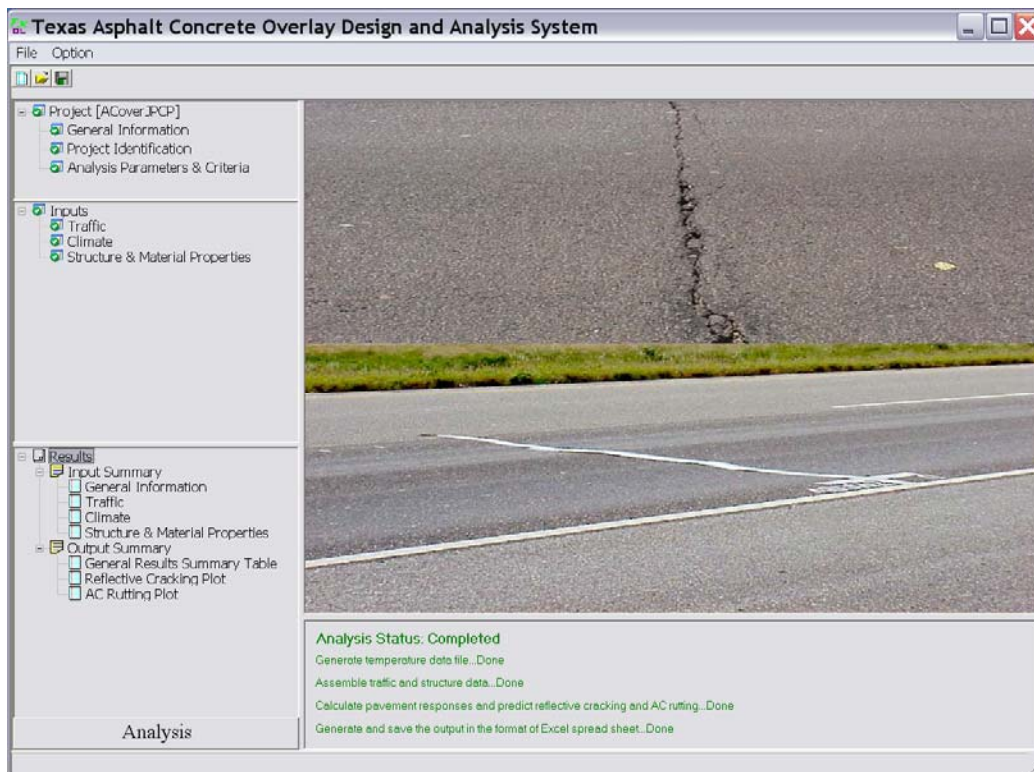 Texas Asphalt Concrete Overlay Design and Analysis System
File Option
Project [ACoverJPCP]
General Information
Project Identification
Analysis Parameters & Criteria
Inputs
Traffic
Climate
Structure & Material Properties
Results
Input Summary
General Information
Traffic
Climate
Structure & Material Properties
Output Summary
General Results Summary Table
Reflective Cracking Plot
AC Rutting Plot
Analysis
Analysis Status: Completed
Generate temperature data file...Done
Assemble traffic and structure data...Done
Calculate pavement responses and predict reflective cracking and AC rutting...Done
Generate and save the output in the format of Excel spread sheet...Done